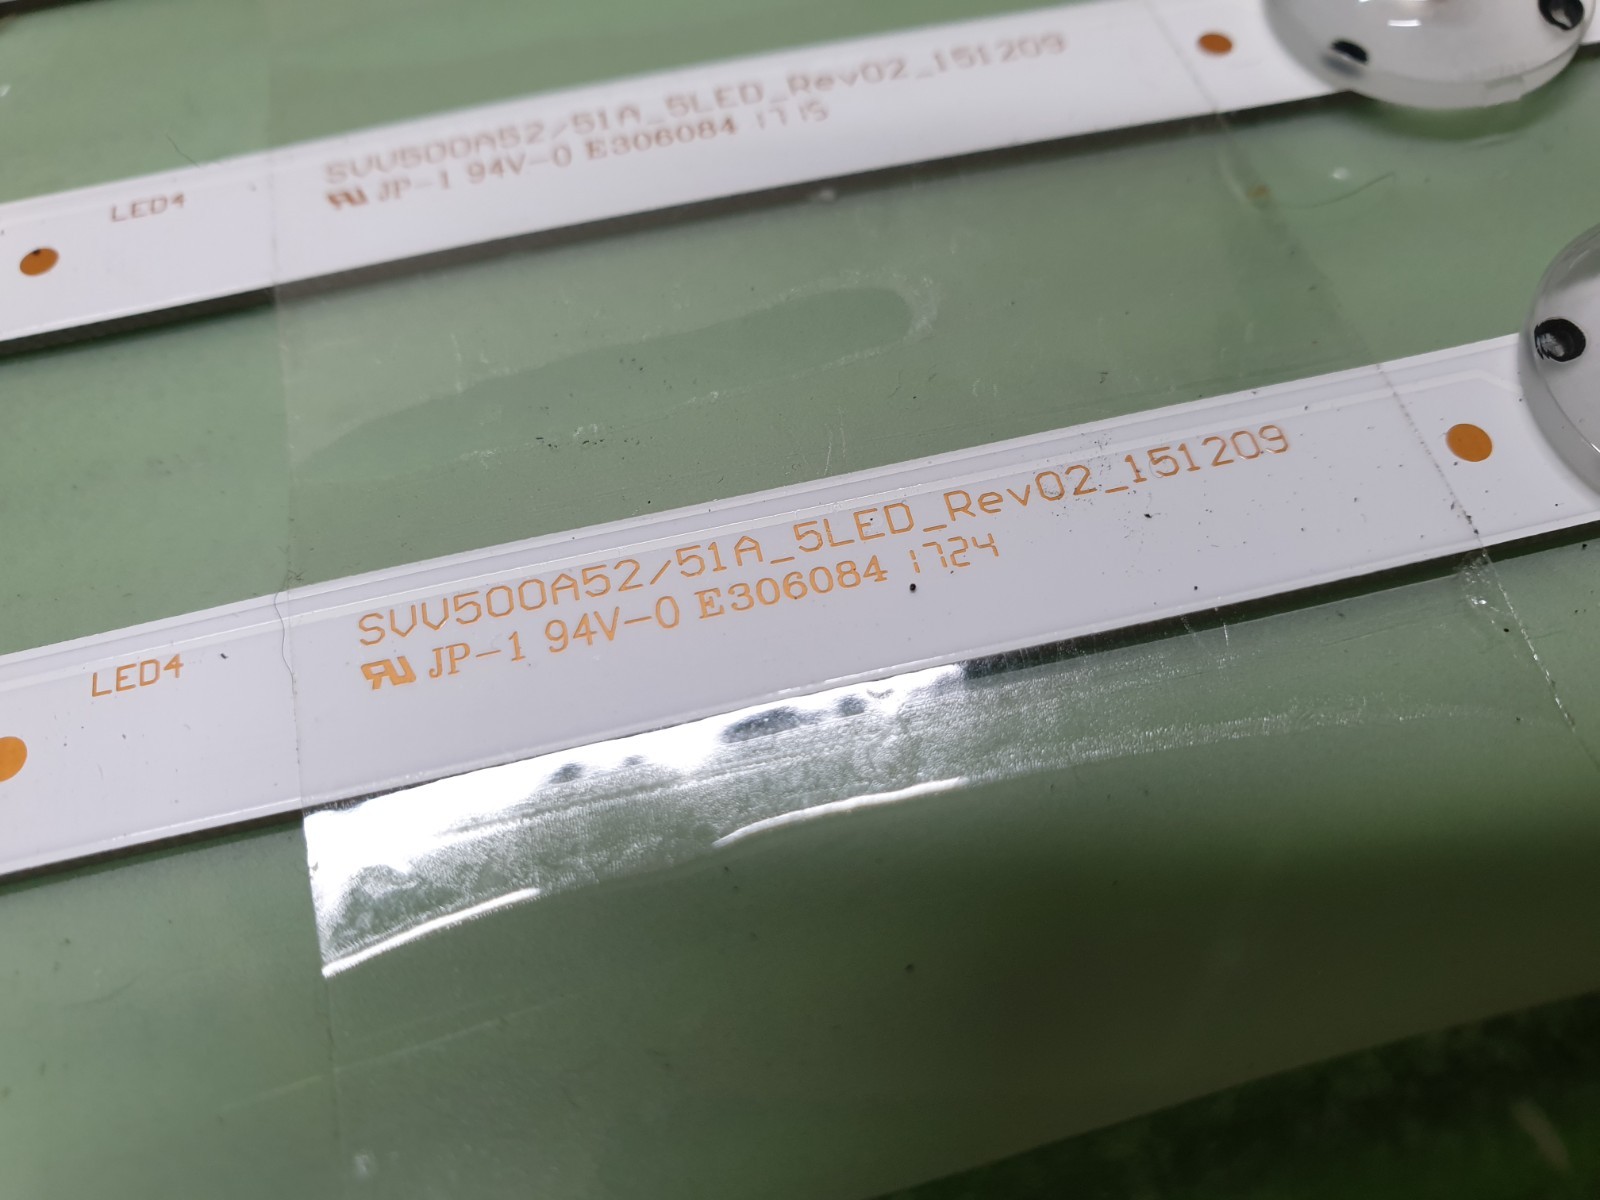 SVV500A52/51A_5LED_Rev02_151209
JP-1 94V-0 E306084 1715
LED4
SVV500A52/51A_5LED_Rev02_151209
JP-1 94V-0 E306084 1724
LED4